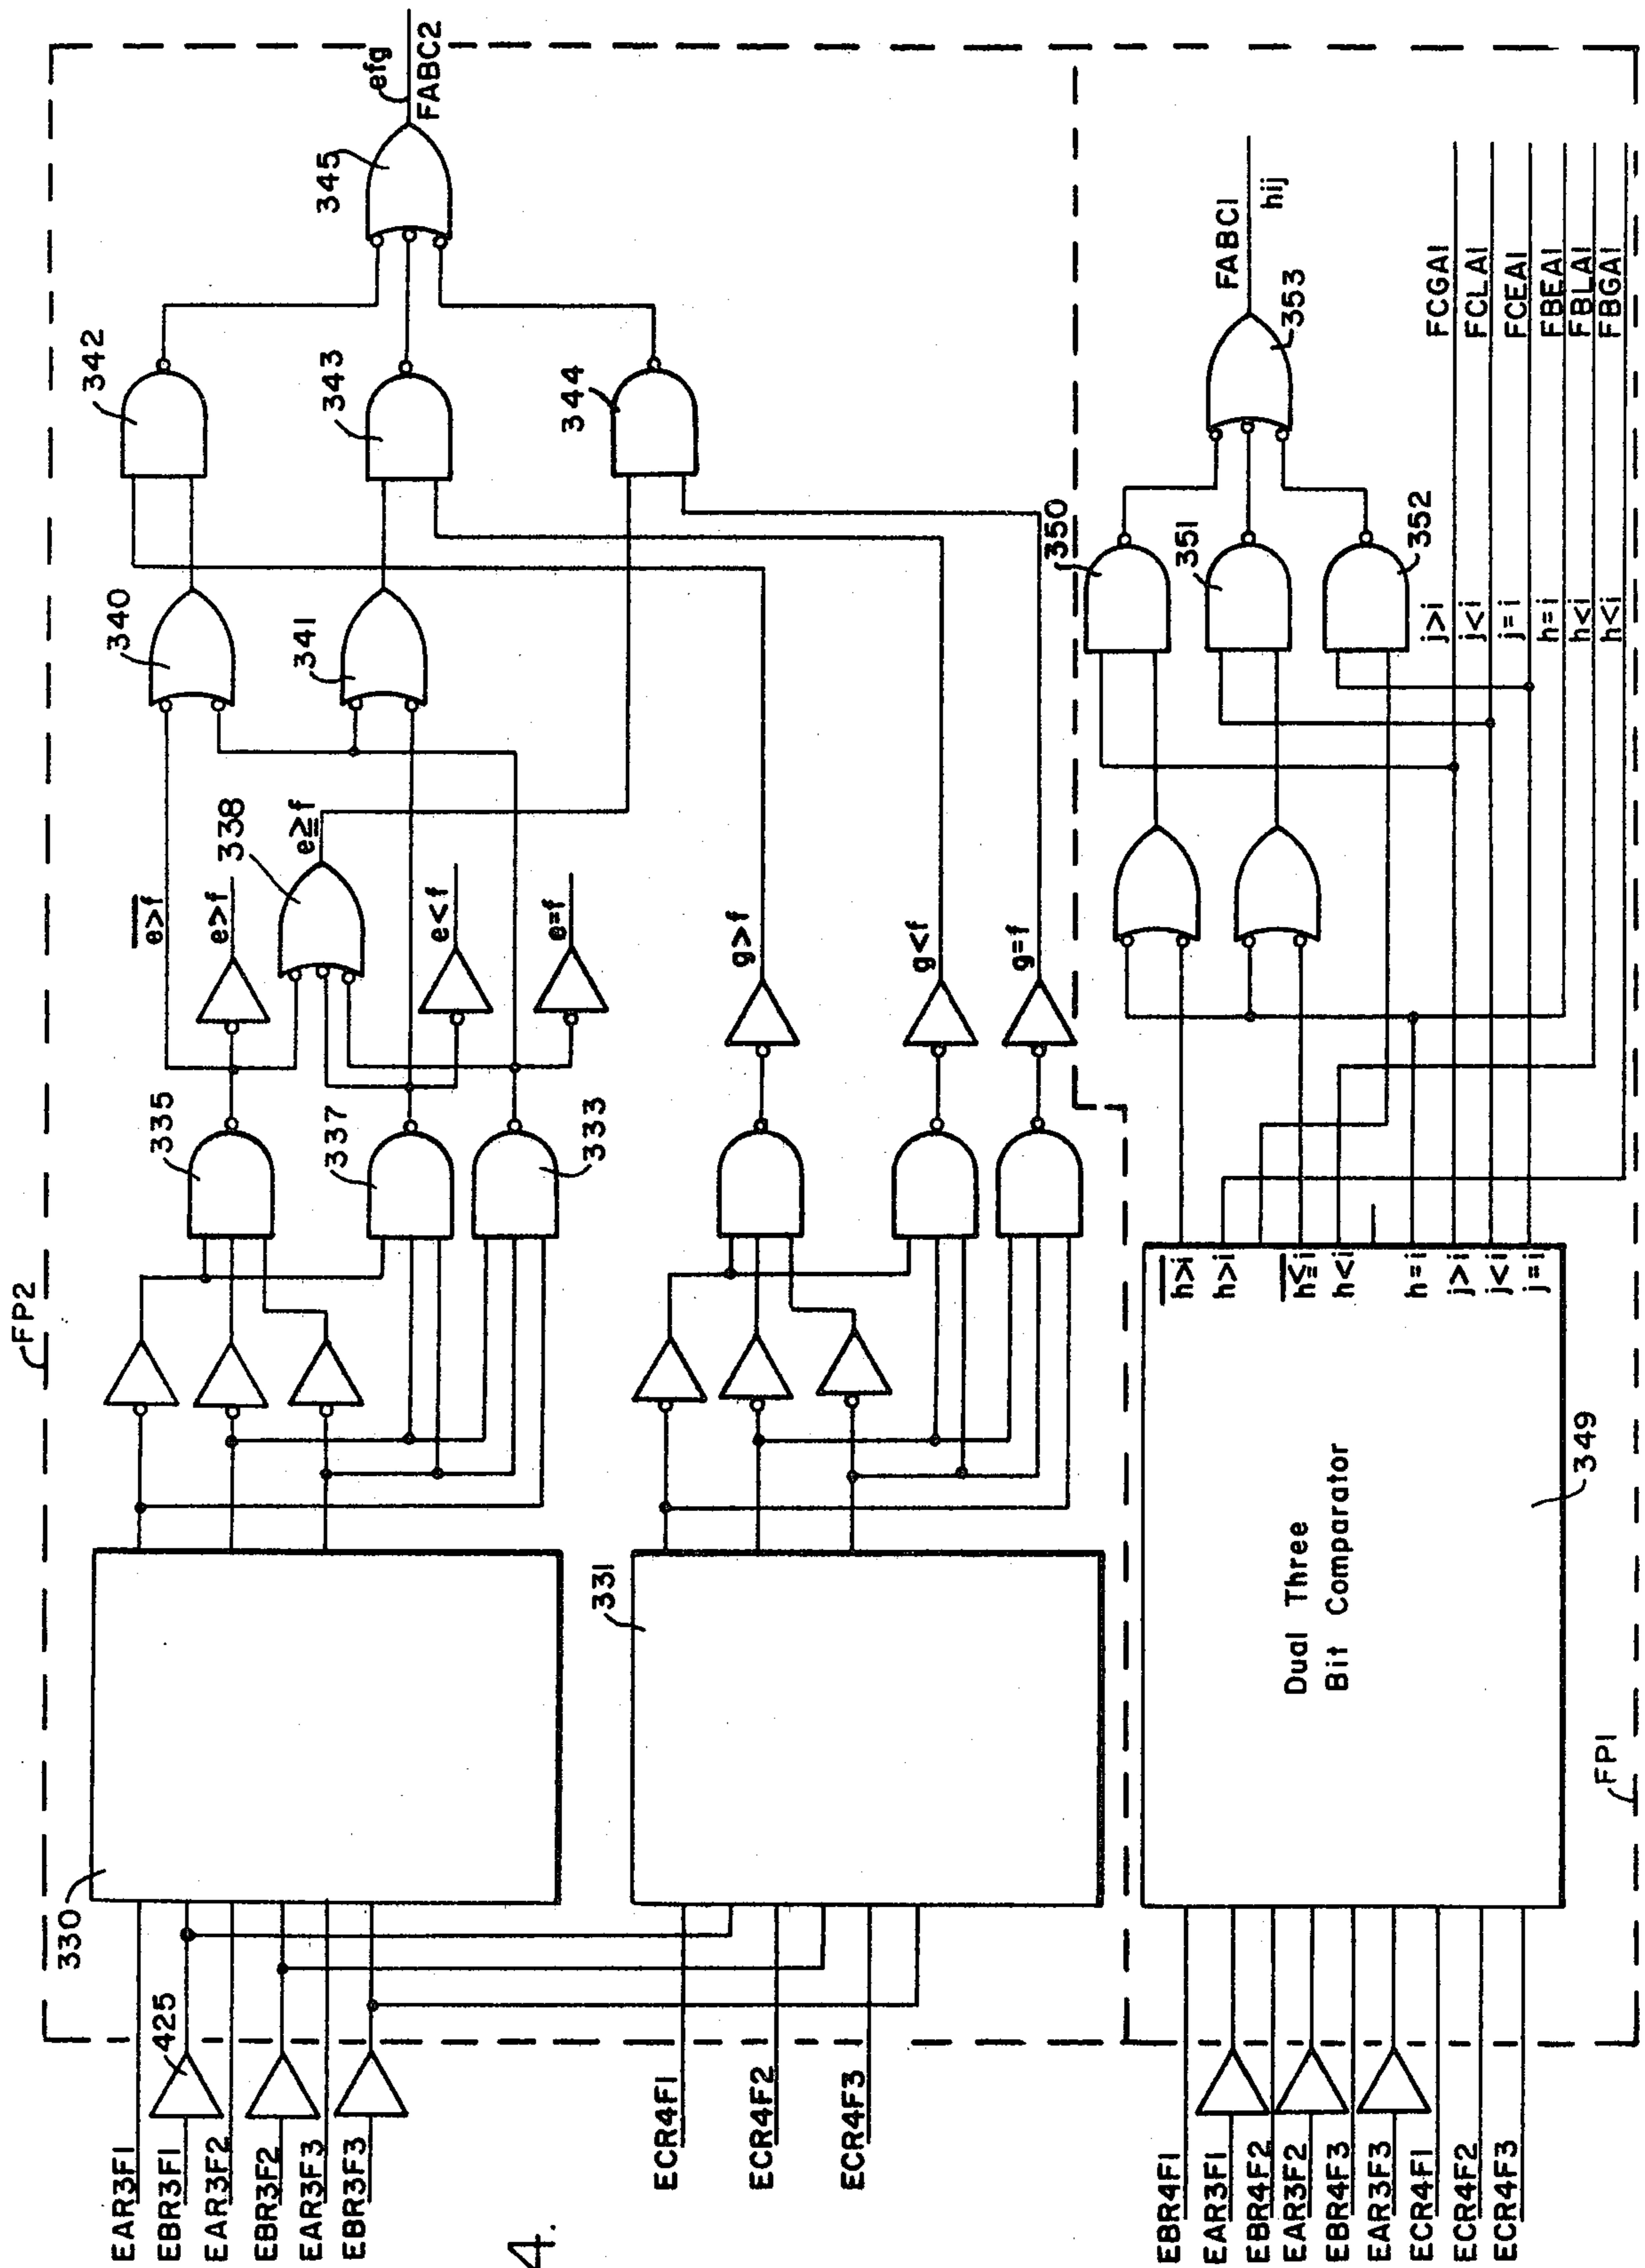 FP2
330
425
EAR3F1
EBR3F1
EAR3F2
EBR3F2
EAR3F3
EBR3F3
335
337
333
e>f
e>f
338
e≥f
e<f
e=f
340
341
342
343
344
345
efg
FABC2
331
ECR4F1
ECR4F2
ECR4F3
g>f
g<f
g=f
4.
Dual Three
Bit Comparator
349
FP1
EBR4F1
EAR3F1
EBR4F2
EAR3F2
EBR4F3
EAR3F3
ECR4F1
ECR4F2
ECR4F3
h>i
h>i
h<=i
h<i
h=i
j>i
j<i
j=i
350
351
352
353
FABC1
hij
j>i FCGA1
j<i FCLA1
j=i FCEA1
h=i FBEA1
h<i FBLA1
h<i FBGA1